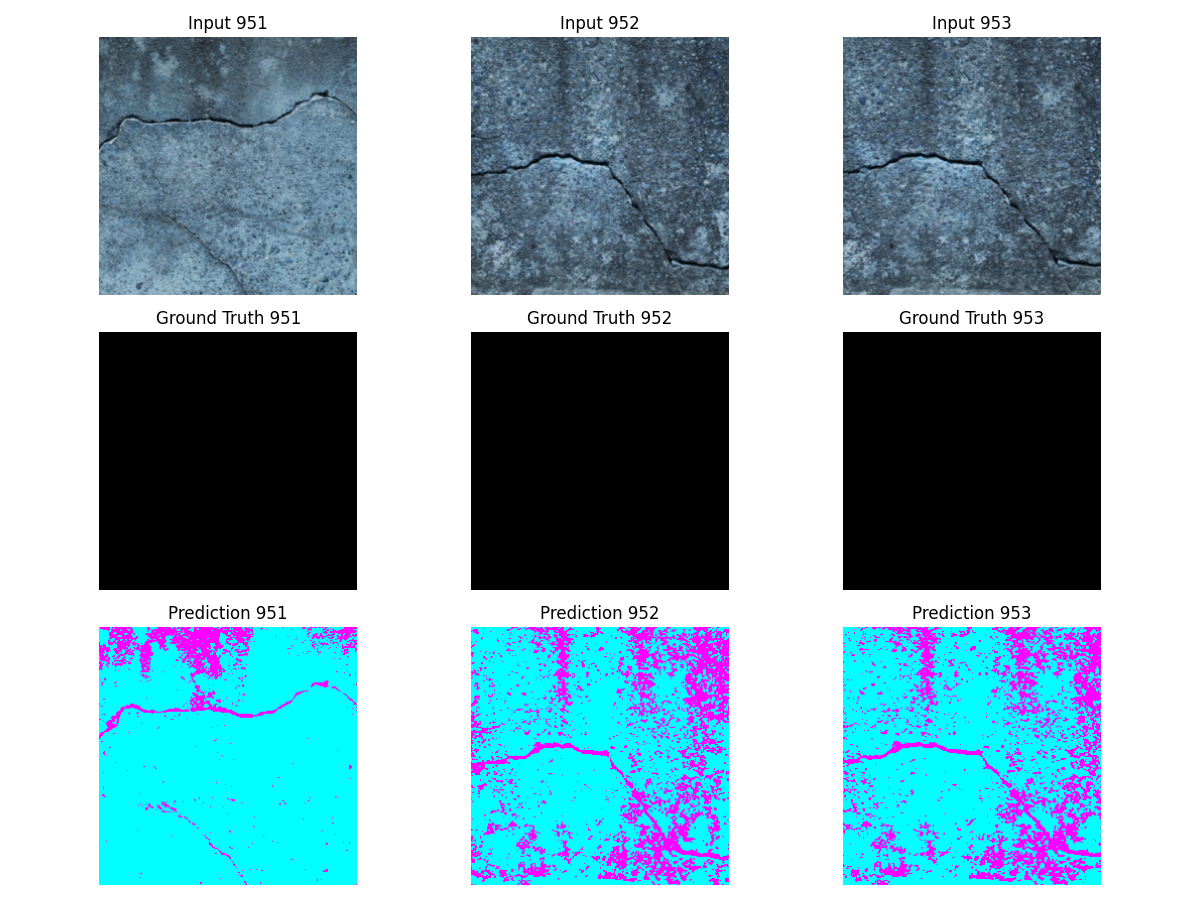 Input 951
Input 952
Input 953
Ground Truth 951
Ground Truth 952
Ground Truth 953
Prediction 951
Prediction 952
Prediction 953